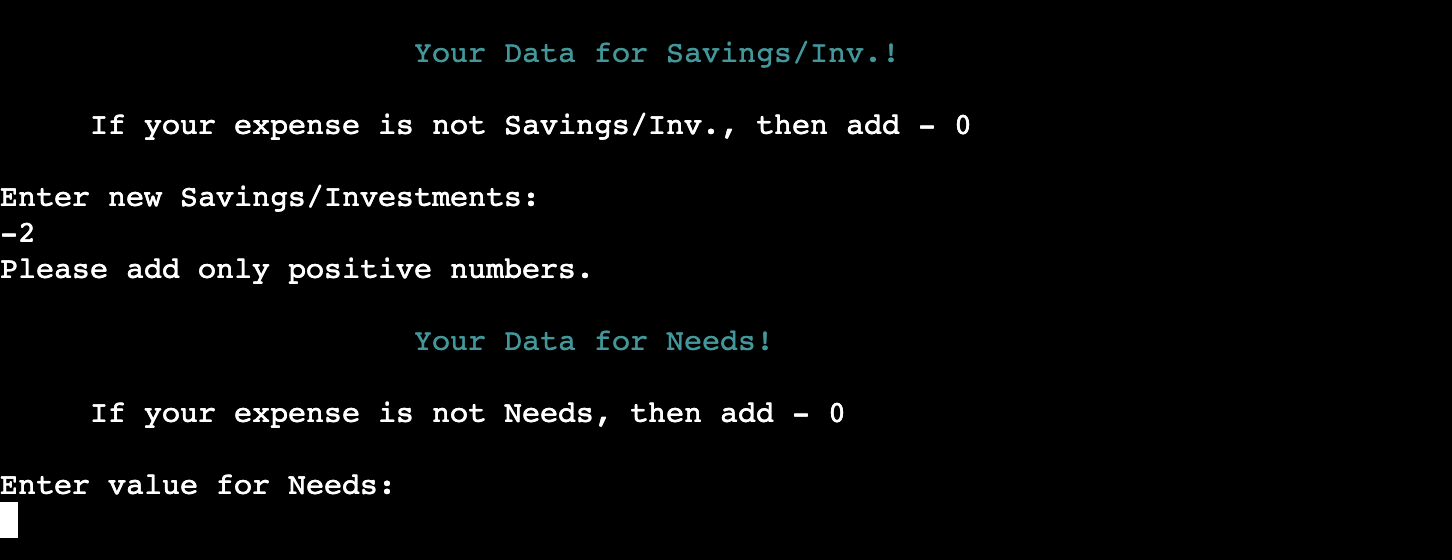 Your Data for Savings/Inv.!
If your expense is not Savings/Inv., then add - 0
Enter new Savings/Investments:
-2
Please add only positive numbers.
Your Data for Needs!
If your expense is not Needs, then add - 0
Enter value for Needs: